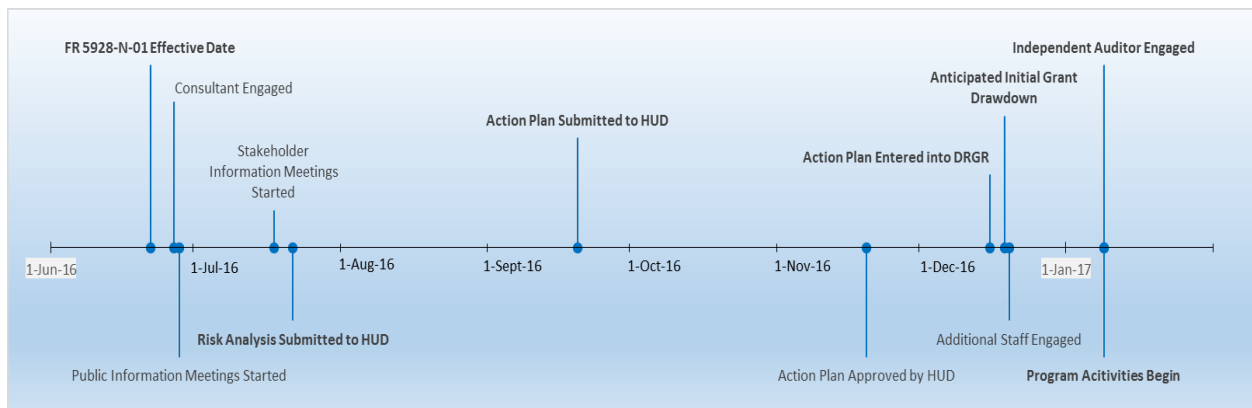 FR 5928-N-01 Effective Date
Independent Auditor Engaged
Anticipated Initial Grant
Drawdown
Consultant Engaged
Action Plan Submitted to HUD
Stakeholder
Information Meetings
Started
Action Plan Entered into DRGR
1-Jun-16
1-Jul-16
1-Aug-16
1-Sept-16
1-Oct-16
1-Nov-16
1-Dec-16
1-Jan-17
Risk Analysis Submitted to HUD
Additional Staff Engaged
Public Information Meetings Started
Action Plan Approved by HUD
Program Acitivities Begin